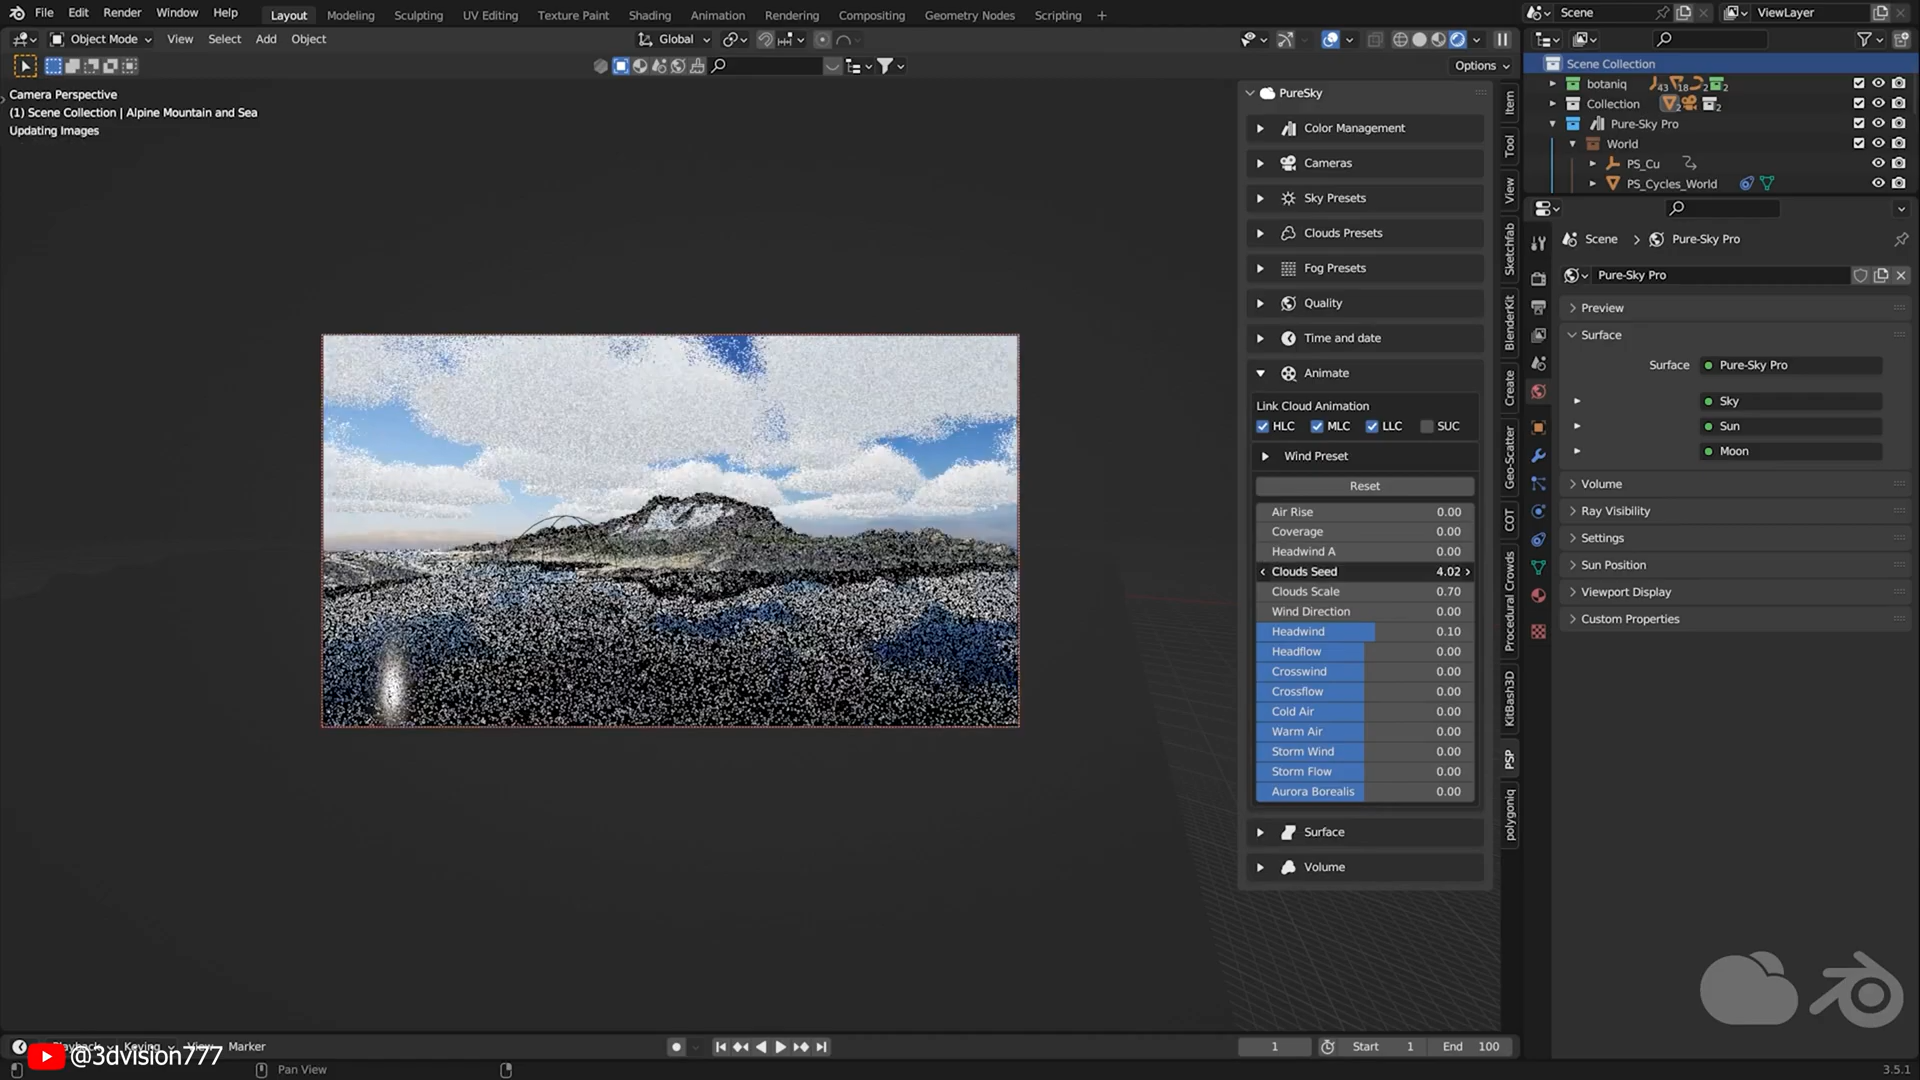 File Edit Render Window Help Layout Modeling Sculpting UV Editing Texture Paint Shading Animation Rendering Compositing Geometry Nodes Scripting + Scene ViewLayer
Object Mode View Select Add Object Global
Options
Camera Perspective
(1) Scene Collection | Alpine Mountain and Sea
Updating Images
PureSky
Color Management
Cameras
Sky Presets
Clouds Presets
Fog Presets
Quality
Time and date
Animate
Link Cloud Animation
HLC MLC LLC SUC
Wind Preset
Reset
Air Rise 0.00
Coverage 0.00
Headwind A 0.00
Clouds Seed 4.02
Clouds Scale 0.70
Wind Direction 0.00
Headwind 0.10
Headflow 0.00
Crosswind 0.00
Crossflow 0.00
Cold Air 0.00
Warm Air 0.00
Storm Wind 0.00
Storm Flow 0.00
Aurora Borealis 0.00
Surface
Volume
Item
Tool
View
Sketchfab
BlenderKit
Create
Geo-Scatter
COT
Procedural Crowds
KitBash3D
PSP
polygoniq
Scene Collection
botaniq 43 18 2 2
Collection 2 2
Pure-Sky Pro
World
PS_Cu
PS_Cycles_World
Scene > Pure-Sky Pro
Pure-Sky Pro
Preview
Surface
Surface Pure-Sky Pro
Sky
Sun
Moon
Volume
Ray Visibility
Settings
Sun Position
Viewport Display
Custom Properties
Playback Keying View Marker
@3dvision777
1 Start 1 End 100
Pan View
3.5.1